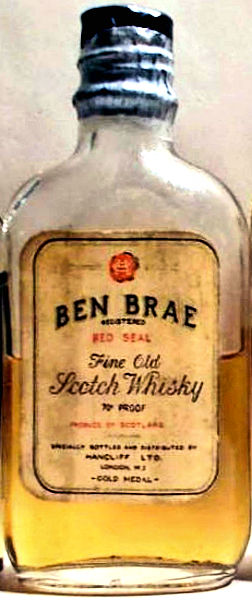 BEN BRAE
REGISTERED
RED SEAL
Fine Old
Scotch Whisky
70° PROOF
PRODUCE OF SCOTLAND
SPECIALLY BOTTLED AND DISTRIBUTED BY
HANCLIFF LTD.
LONDON, W.1
- GOLD MEDAL -